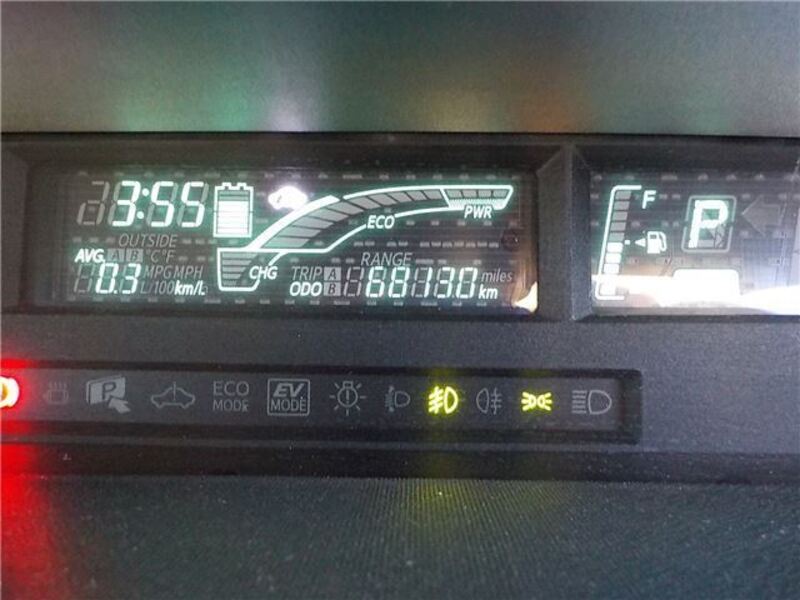 3:55
OUTSIDE
AVG. A B °C°F
MPG MPH
0.3 L/100km/L
CHG
ECO
PWR
RANGE
TRIP A
ODO B 68130 miles km
F
P
P
ECO MODE
EV MODE